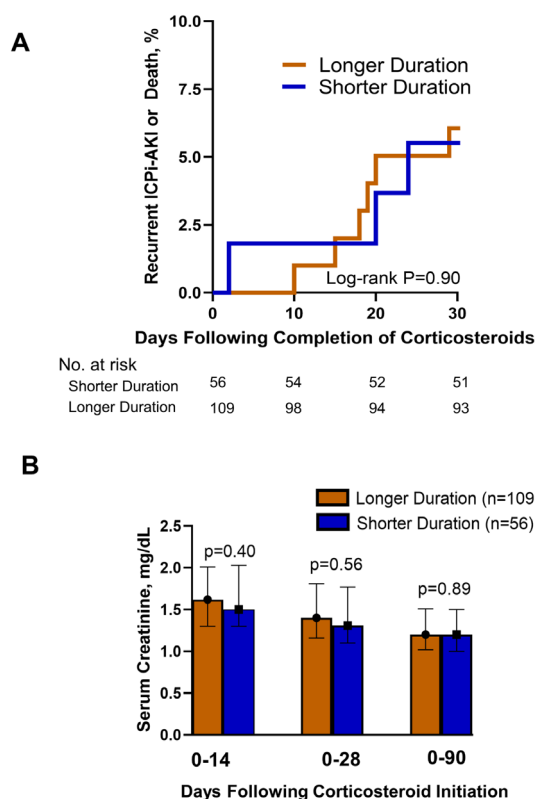 A
Recurrent ICPi-AKI or Death, %
10.0
7.5
5.0
2.5
0.0
Longer Duration
Shorter Duration
Log-rank P=0.90
0 10 20 30
Days Following Completion of Corticosteroids
No. at risk
Shorter Duration 56 54 52 51
Longer Duration 109 98 94 93
B
Longer Duration (n=109
Shorter Duration (n=56)
Serum Creatinine, mg/dL
2.5
2.0
1.5
1.0
0.5
0.0
p=0.40
p=0.56
p=0.89
0-14 0-28 0-90
Days Following Corticosteroid Initiation